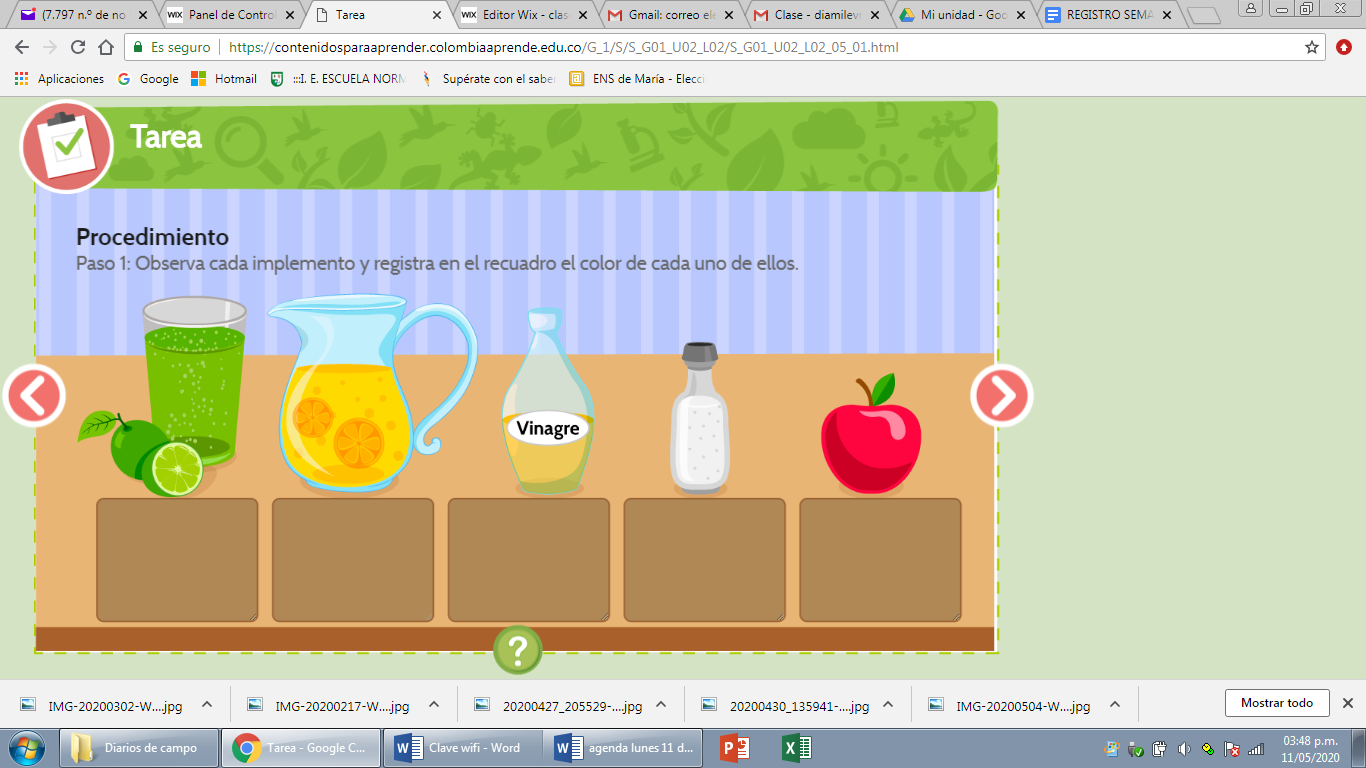 (7.797 n.º de no
Panel de Control
Tarea
Editor Wix - clas
Gmail: correo ele
Clase - diamilevr
Mi unidad - Goo
REGISTRO SEMA
Es seguro
https://contenidosparaaprender.colombiaaprende.edu.co/G_1/S/S_G01_U02_L02/S_G01_U02_L02_05_01.html
Aplicaciones
Google
Hotmail
:::I. E. ESCUELA NORM
Supérate con el sabe
ENS de María - Elecci
Tarea
Procedimiento
Paso 1: Observa cada implemento y registra en el recuadro el color de cada uno de ellos.
Vinagre
?
IMG-20200302-W....jpg
IMG-20200217-W....jpg
20200427_205529-....jpg
20200430_135941-....jpg
IMG-20200504-W....jpg
Mostrar todo
Diarios de campo
Tarea - Google C...
Clave wifi - Word
agenda lunes 11 d...
03:48 p.m.
11/05/2020